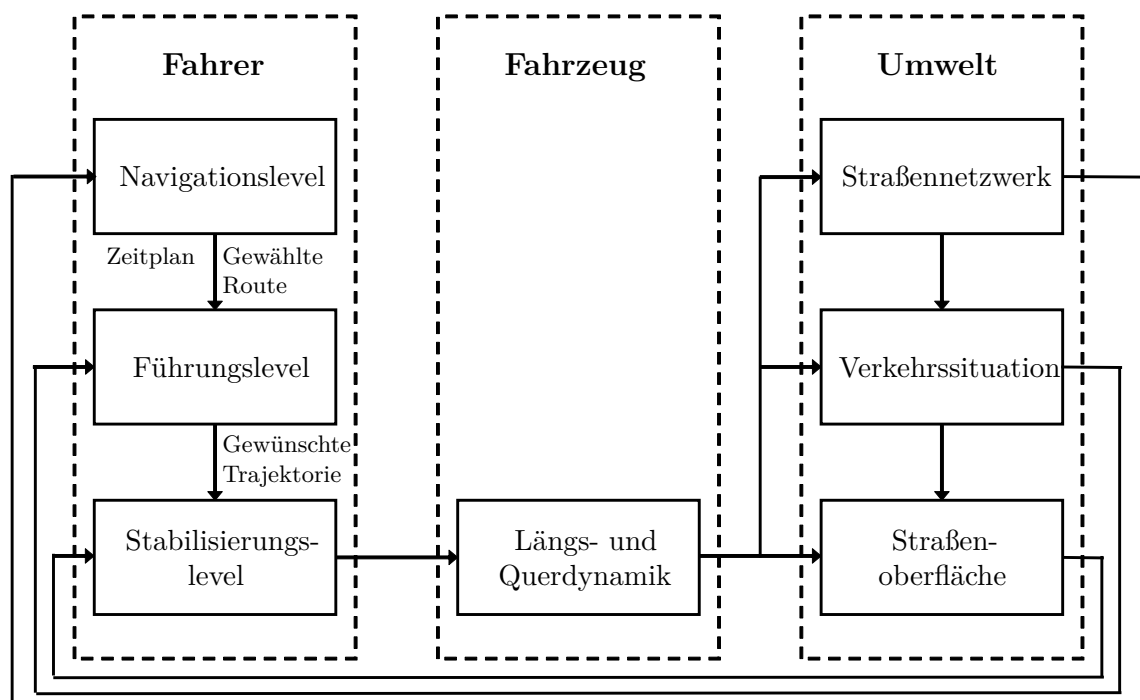 Fahrer
Fahrzeug
Umwelt
Navigationslevel
Straßennetzwerk
Zeitplan
Gewählte
Route
Führungslevel
Verkehrssituation
Gewünschte
Trajektorie
Stabilisierungs-
level
Längs- und
Querdynamik
Straßen-
oberfläche